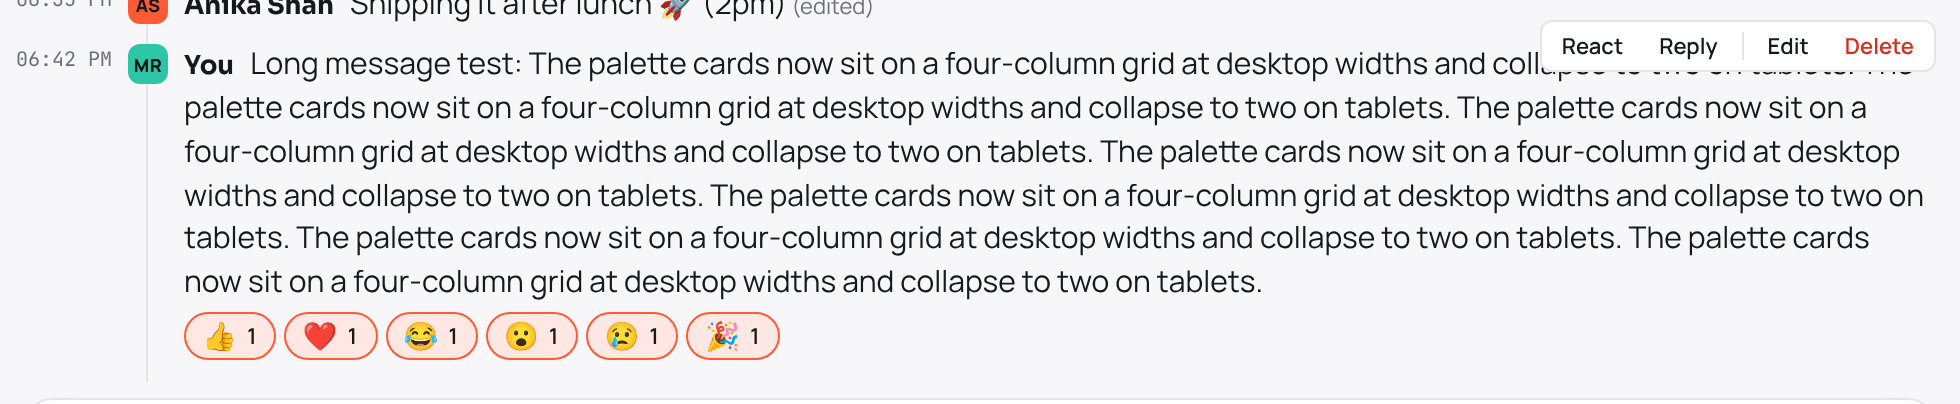 AS Anika Shah Shipping it after lunch 🚀 (2pm) (edited)
React Reply Edit Delete
06:42 PM MR You Long message test: The palette cards now sit on a four-column grid at desktop widths and collapse to two on tablets. The
palette cards now sit on a four-column grid at desktop widths and collapse to two on tablets. The palette cards now sit on a
four-column grid at desktop widths and collapse to two on tablets. The palette cards now sit on a four-column grid at desktop
widths and collapse to two on tablets. The palette cards now sit on a four-column grid at desktop widths and collapse to two on
tablets. The palette cards now sit on a four-column grid at desktop widths and collapse to two on tablets. The palette cards
now sit on a four-column grid at desktop widths and collapse to two on tablets.
👍 1 ❤️ 1 😂 1 😮 1 😢 1 🎉 1